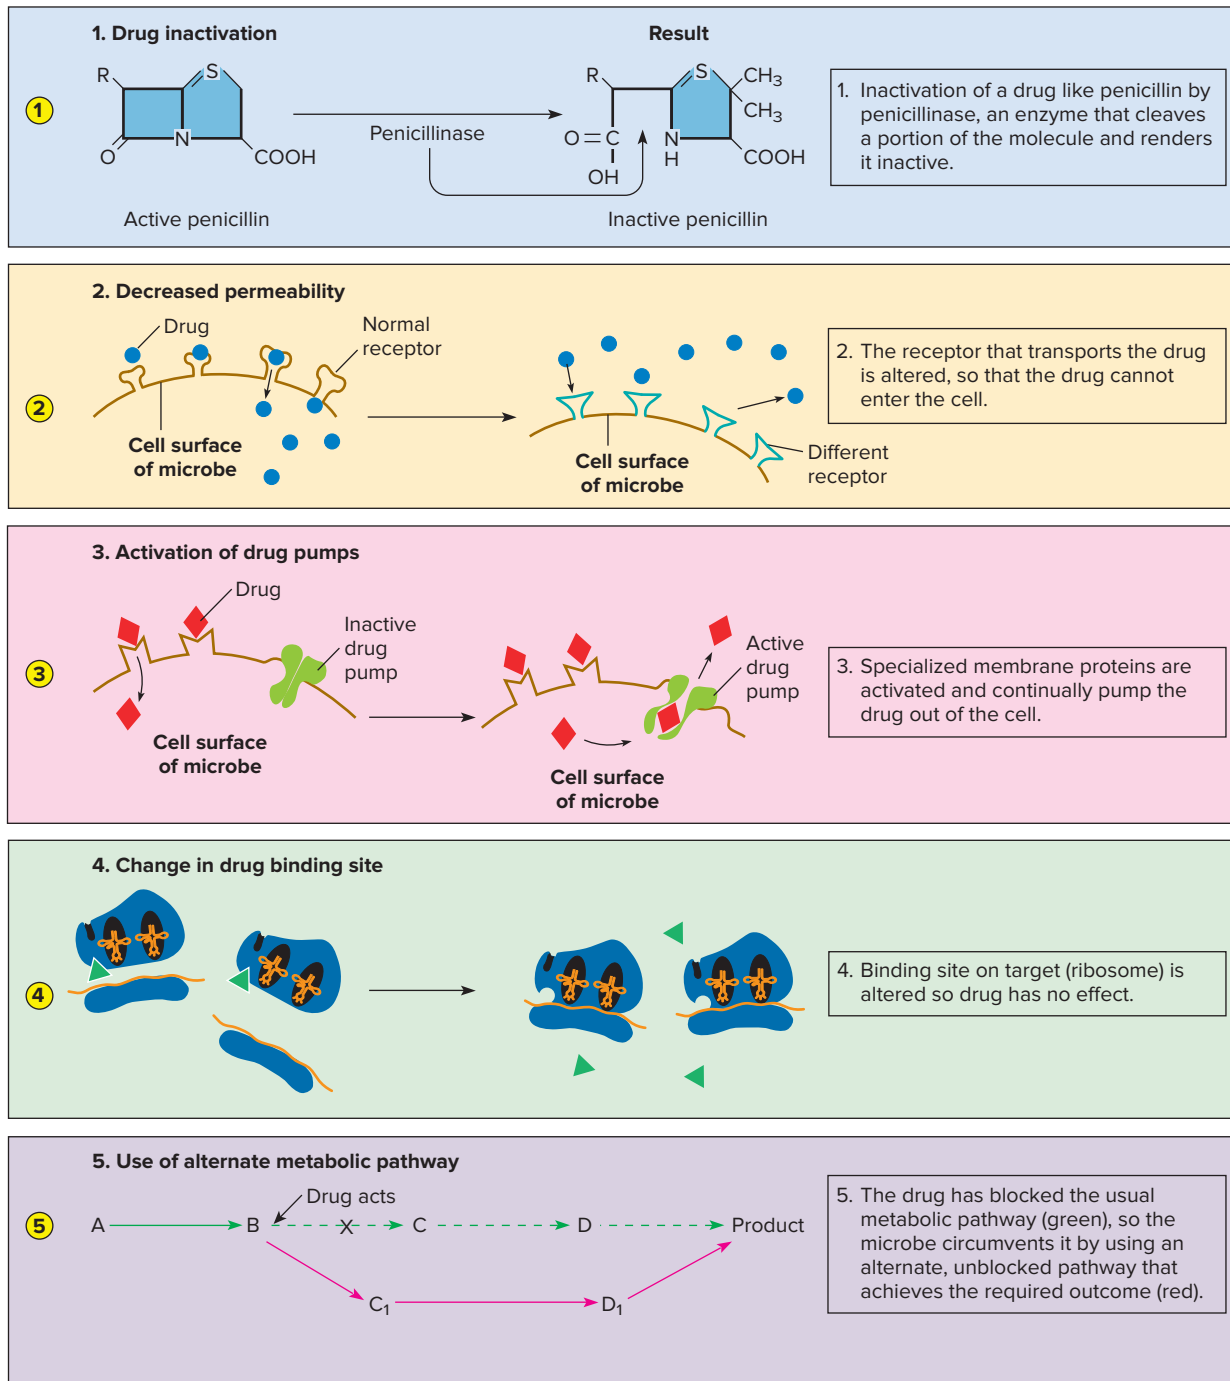 1. Drug inactivation
Result
R
S
N
O
COOH
Active penicillin
Penicillinase
R
S
CH₃
CH₃
O=C
OH
N
H
COOH
Inactive penicillin
1
1. Inactivation of a drug like penicillin by
penicillinase, an enzyme that cleaves
a portion of the molecule and renders
it inactive.
2. Decreased permeability
Drug
Normal
receptor
Cell surface
of microbe
Cell surface
of microbe
Different
receptor
2
2. The receptor that transports the drug
is altered, so that the drug cannot
enter the cell.
3. Activation of drug pumps
Drug
Inactive
drug
pump
Cell surface
of microbe
Active
drug
pump
Cell surface
of microbe
3
3. Specialized membrane proteins are
activated and continually pump the
drug out of the cell.
4. Change in drug binding site
4
4. Binding site on target (ribosome) is
altered so drug has no effect.
5. Use of alternate metabolic pathway
Drug acts
5
A B X C D Product
C₁ D₁
5. The drug has blocked the usual
metabolic pathway (green), so the
microbe circumvents it by using an
alternate, unblocked pathway that
achieves the required outcome (red).